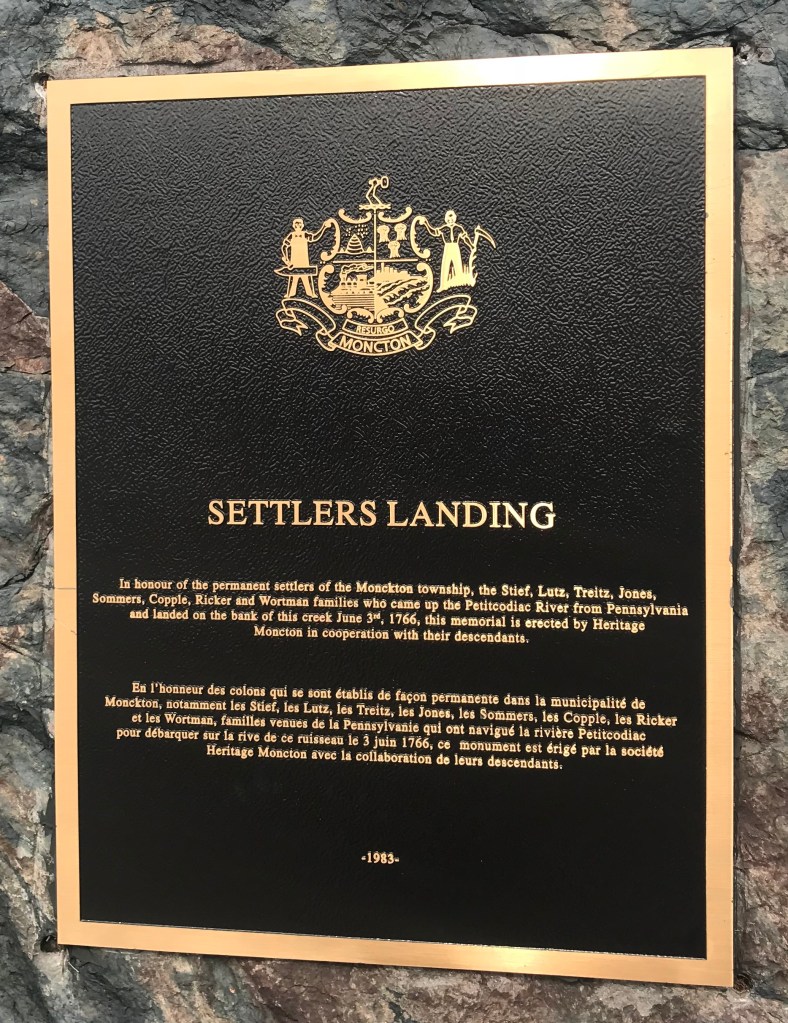 RESURGO
MONCTON
SETTLERS LANDING
In honour of the permanent settlers of the Monckton township, the Stief, Lutz, Treitz, Jones,
Sommers, Copple, Ricker and Wortman families who came up the Petitcodiac River from Pennsylvania
and landed on the bank of this creek June 3rd, 1766, this memorial is erected by Heritage
Moncton in cooperation with their descendants.
En l'honneur des colons qui se sont établis de façon permanente dans la municipalité de
Monckton, notamment les Stief, les Lutz, les Treitz, les Jones, les Sommers, les Copple, les Ricker
et les Wortman, familles venues de la Pennsylvanie qui ont navigué la rivière Petitcodiac
pour débarquer sur la rive de ce ruisseau le 3 juin 1766, ce monument est érigé par la société
Heritage Moncton avec la collaboration de leurs descendants.
-1983-